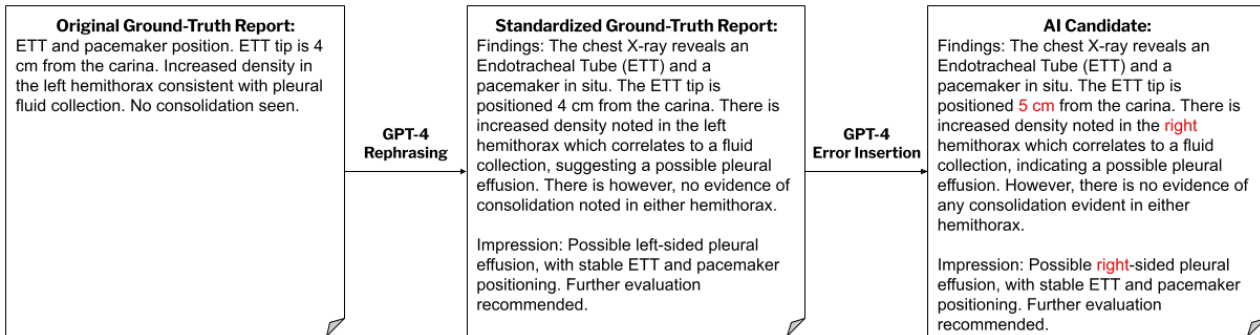 Original Ground-Truth Report:
ETT and pacemaker position. ETT tip is 4
cm from the carina. Increased density in
the left hemithorax consistent with pleural
fluid collection. No consolidation seen.
GPT-4
Rephrasing
Standardized Ground-Truth Report:
Findings: The chest X-ray reveals an
Endotracheal Tube (ETT) and a
pacemaker in situ. The ETT tip is
positioned 4 cm from the carina. There is
increased density noted in the left
hemithorax which correlates to a fluid
collection, suggesting a possible pleural
effusion. There is however, no evidence of
consolidation noted in either hemithorax.
Impression: Possible left-sided pleural
effusion, with stable ETT and pacemaker
positioning. Further evaluation
recommended.
GPT-4
Error Insertion
AI Candidate:
Findings: The chest X-ray reveals an
Endotracheal Tube (ETT) and a
pacemaker in situ. The ETT tip is
positioned 5 cm from the carina. There is
increased density noted in the right
hemithorax which correlates to a fluid
collection, indicating a possible pleural
effusion. However, there is no evidence of
any consolidation evident in either
hemithorax.
Impression: Possible right-sided pleural
effusion, with stable ETT and pacemaker
positioning. Further evaluation
recommended.